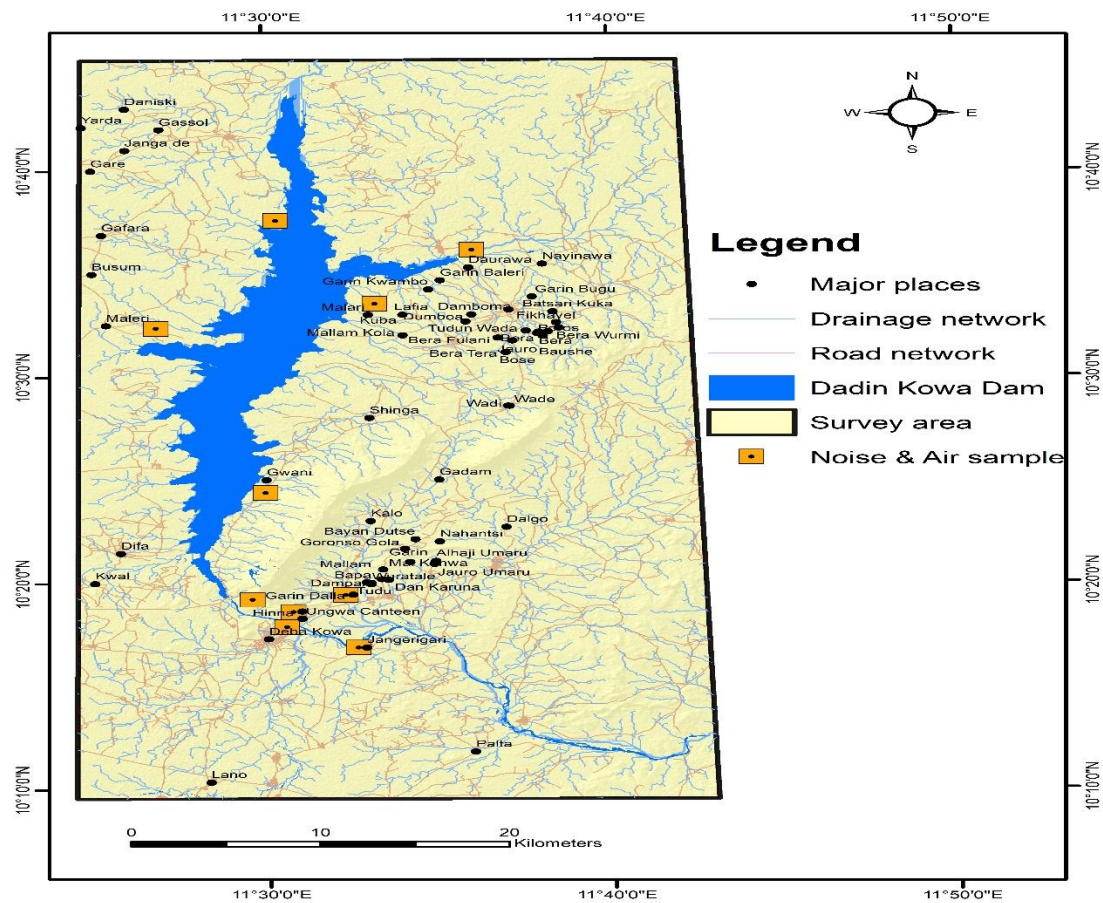 11°30'0"E
11°40'0"E
11°50'0"E
N
W
E
S
Daniski
Yarda
Gassol
Janga de
10°40'0"N
10°40'0"N
Gare
Gafara
Legend
Daurawa
Nayinawa
Busum
Garin Baleri
Garin Kwambo
Garin Bugu
Major places
Mafari
Lafia
Damboma
Batsari Kuka
Maleri
Kuba
Dumboa
Fikhayel
Drainage network
Mallam Kola
Tudun Wada
Bera Wurmi
Bera Fulani
Bera
Bera
Road network
Bera Tera
Jauro
Baushe
Bose
10°30'0"N
10°30'0"N
Dadin Kowa Dam
Wadi
Wade
Shinga
Survey area
Noise & Air sample
Gwani
Gadam
Kalo
Dalgo
Bayan Dutse
Nahantsi
Goronso Gola
Difa
Garin
Alhaji Umaru
Mallam
Jauro Umaru
Kwal
Dan Karuna
10°20'0"N
10°20'0"N
Garin Dalla
Tudu
Hinna
Ungwa Canteen
Deba Kowa
Jangerigari
Palta
Lano
10°10'0"N
10°10'0"N
0
10
20
Kilometers
11°30'0"E
11°40'0"E
11°50'0"E